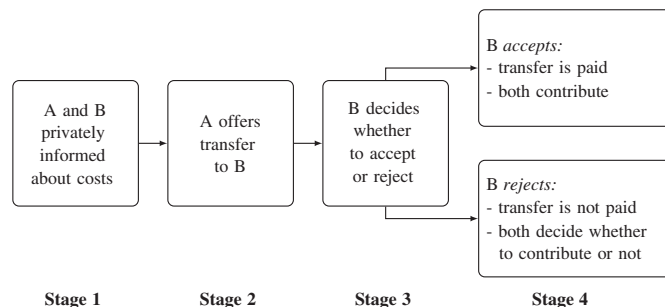 A and B
privately
informed
about costs
A offers
transfer
to B
B decides
whether
to accept
or reject
B accepts:
- transfer is paid
- both contribute
B rejects:
- transfer is not paid
- both decide whether
to contribute or not
Stage 1
Stage 2
Stage 3
Stage 4